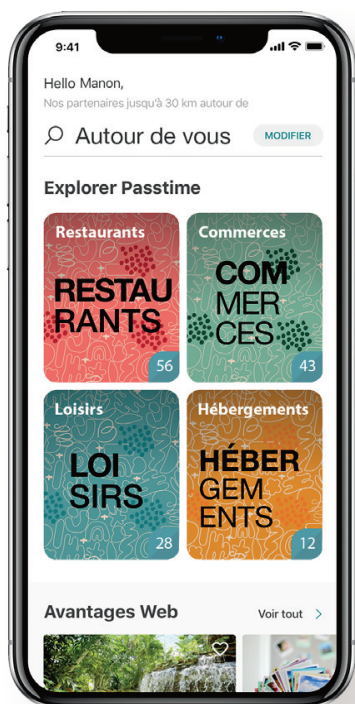 9:41
Hello Manon,
Nos partenaires jusqu'à 30 km autour de
Autour de vous
MODIFIER
Explorer Passtime
Restaurants
RESTAU
RANTS
56
Commerces
COM
MER
CES
43
Loisirs
LOI
SIRS
28
Hébergements
HÉBER
GEM
ENTS
12
Avantages Web
Voir tout >